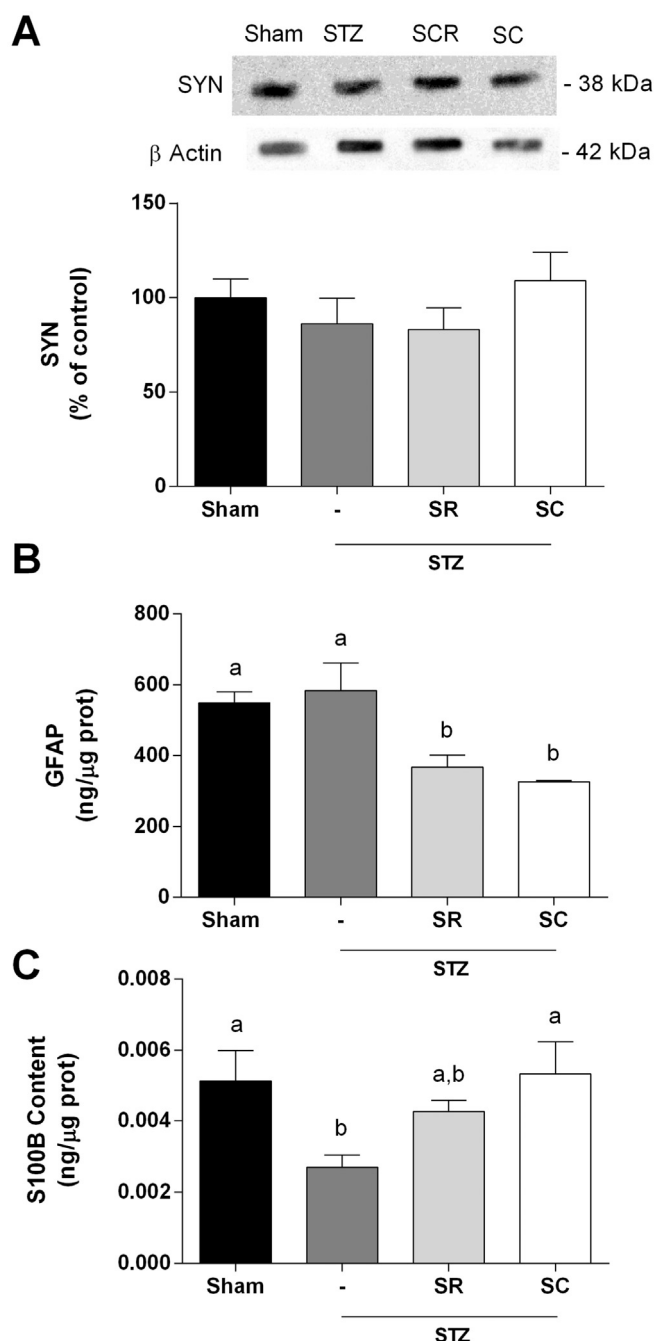 A
Sham STZ SCR SC
SYN - 38 kDa
β Actin - 42 kDa
150
100
50
0
SYN
(% of control)
Sham - SR SC
STZ
B
800
600
400
200
0
GFAP
(ng/µg prot)
a a b b
Sham - SR SC
STZ
C
0.008
0.006
0.004
0.002
0.000
S100B Content
(ng/µg prot)
a b a,b a
Sham - SR SC
STZ